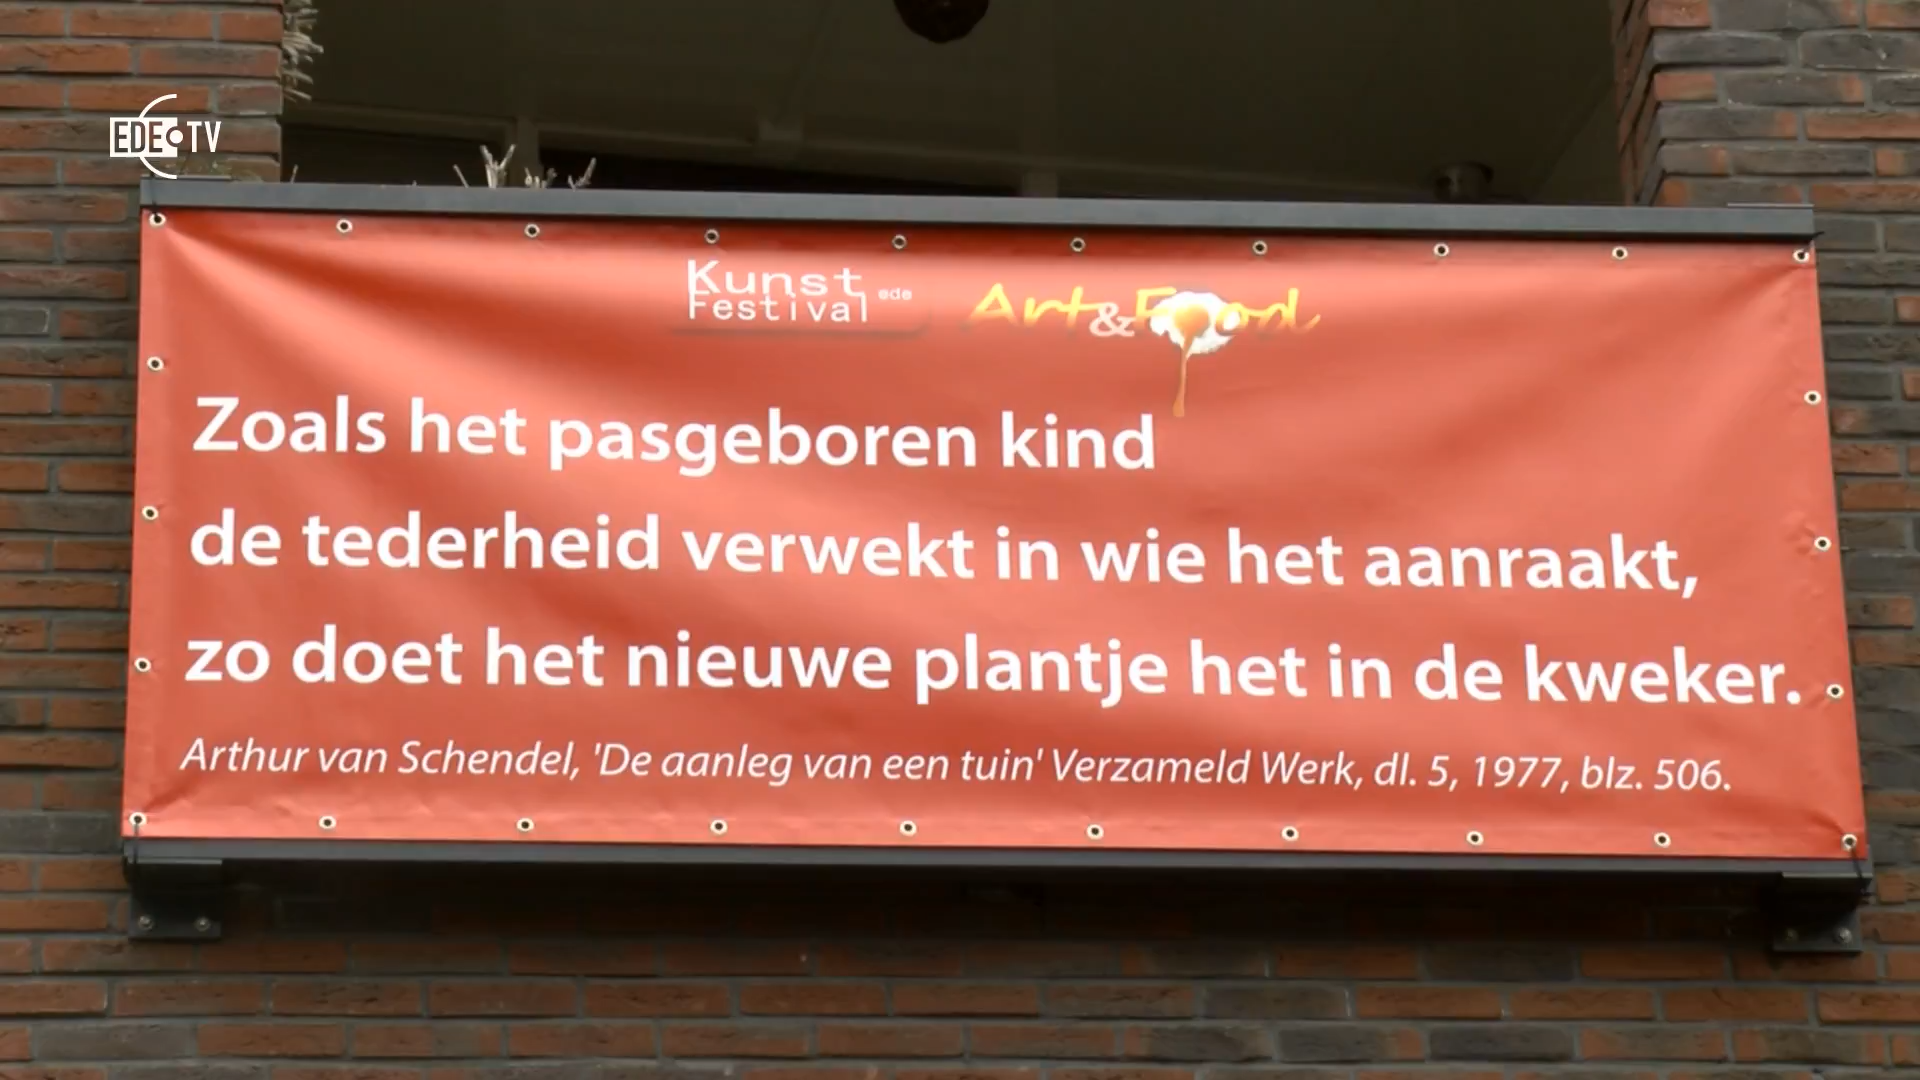 EDE TV
Kunst
Festival ede
Art & Food
Zoals het pasgeboren kind
de tederheid verwekt in wie het aanraakt,
zo doet het nieuwe plantje het in de kweker.
Arthur van Schendel, 'De aanleg van een tuin' Verzameld Werk, dl. 5, 1977, blz. 506.